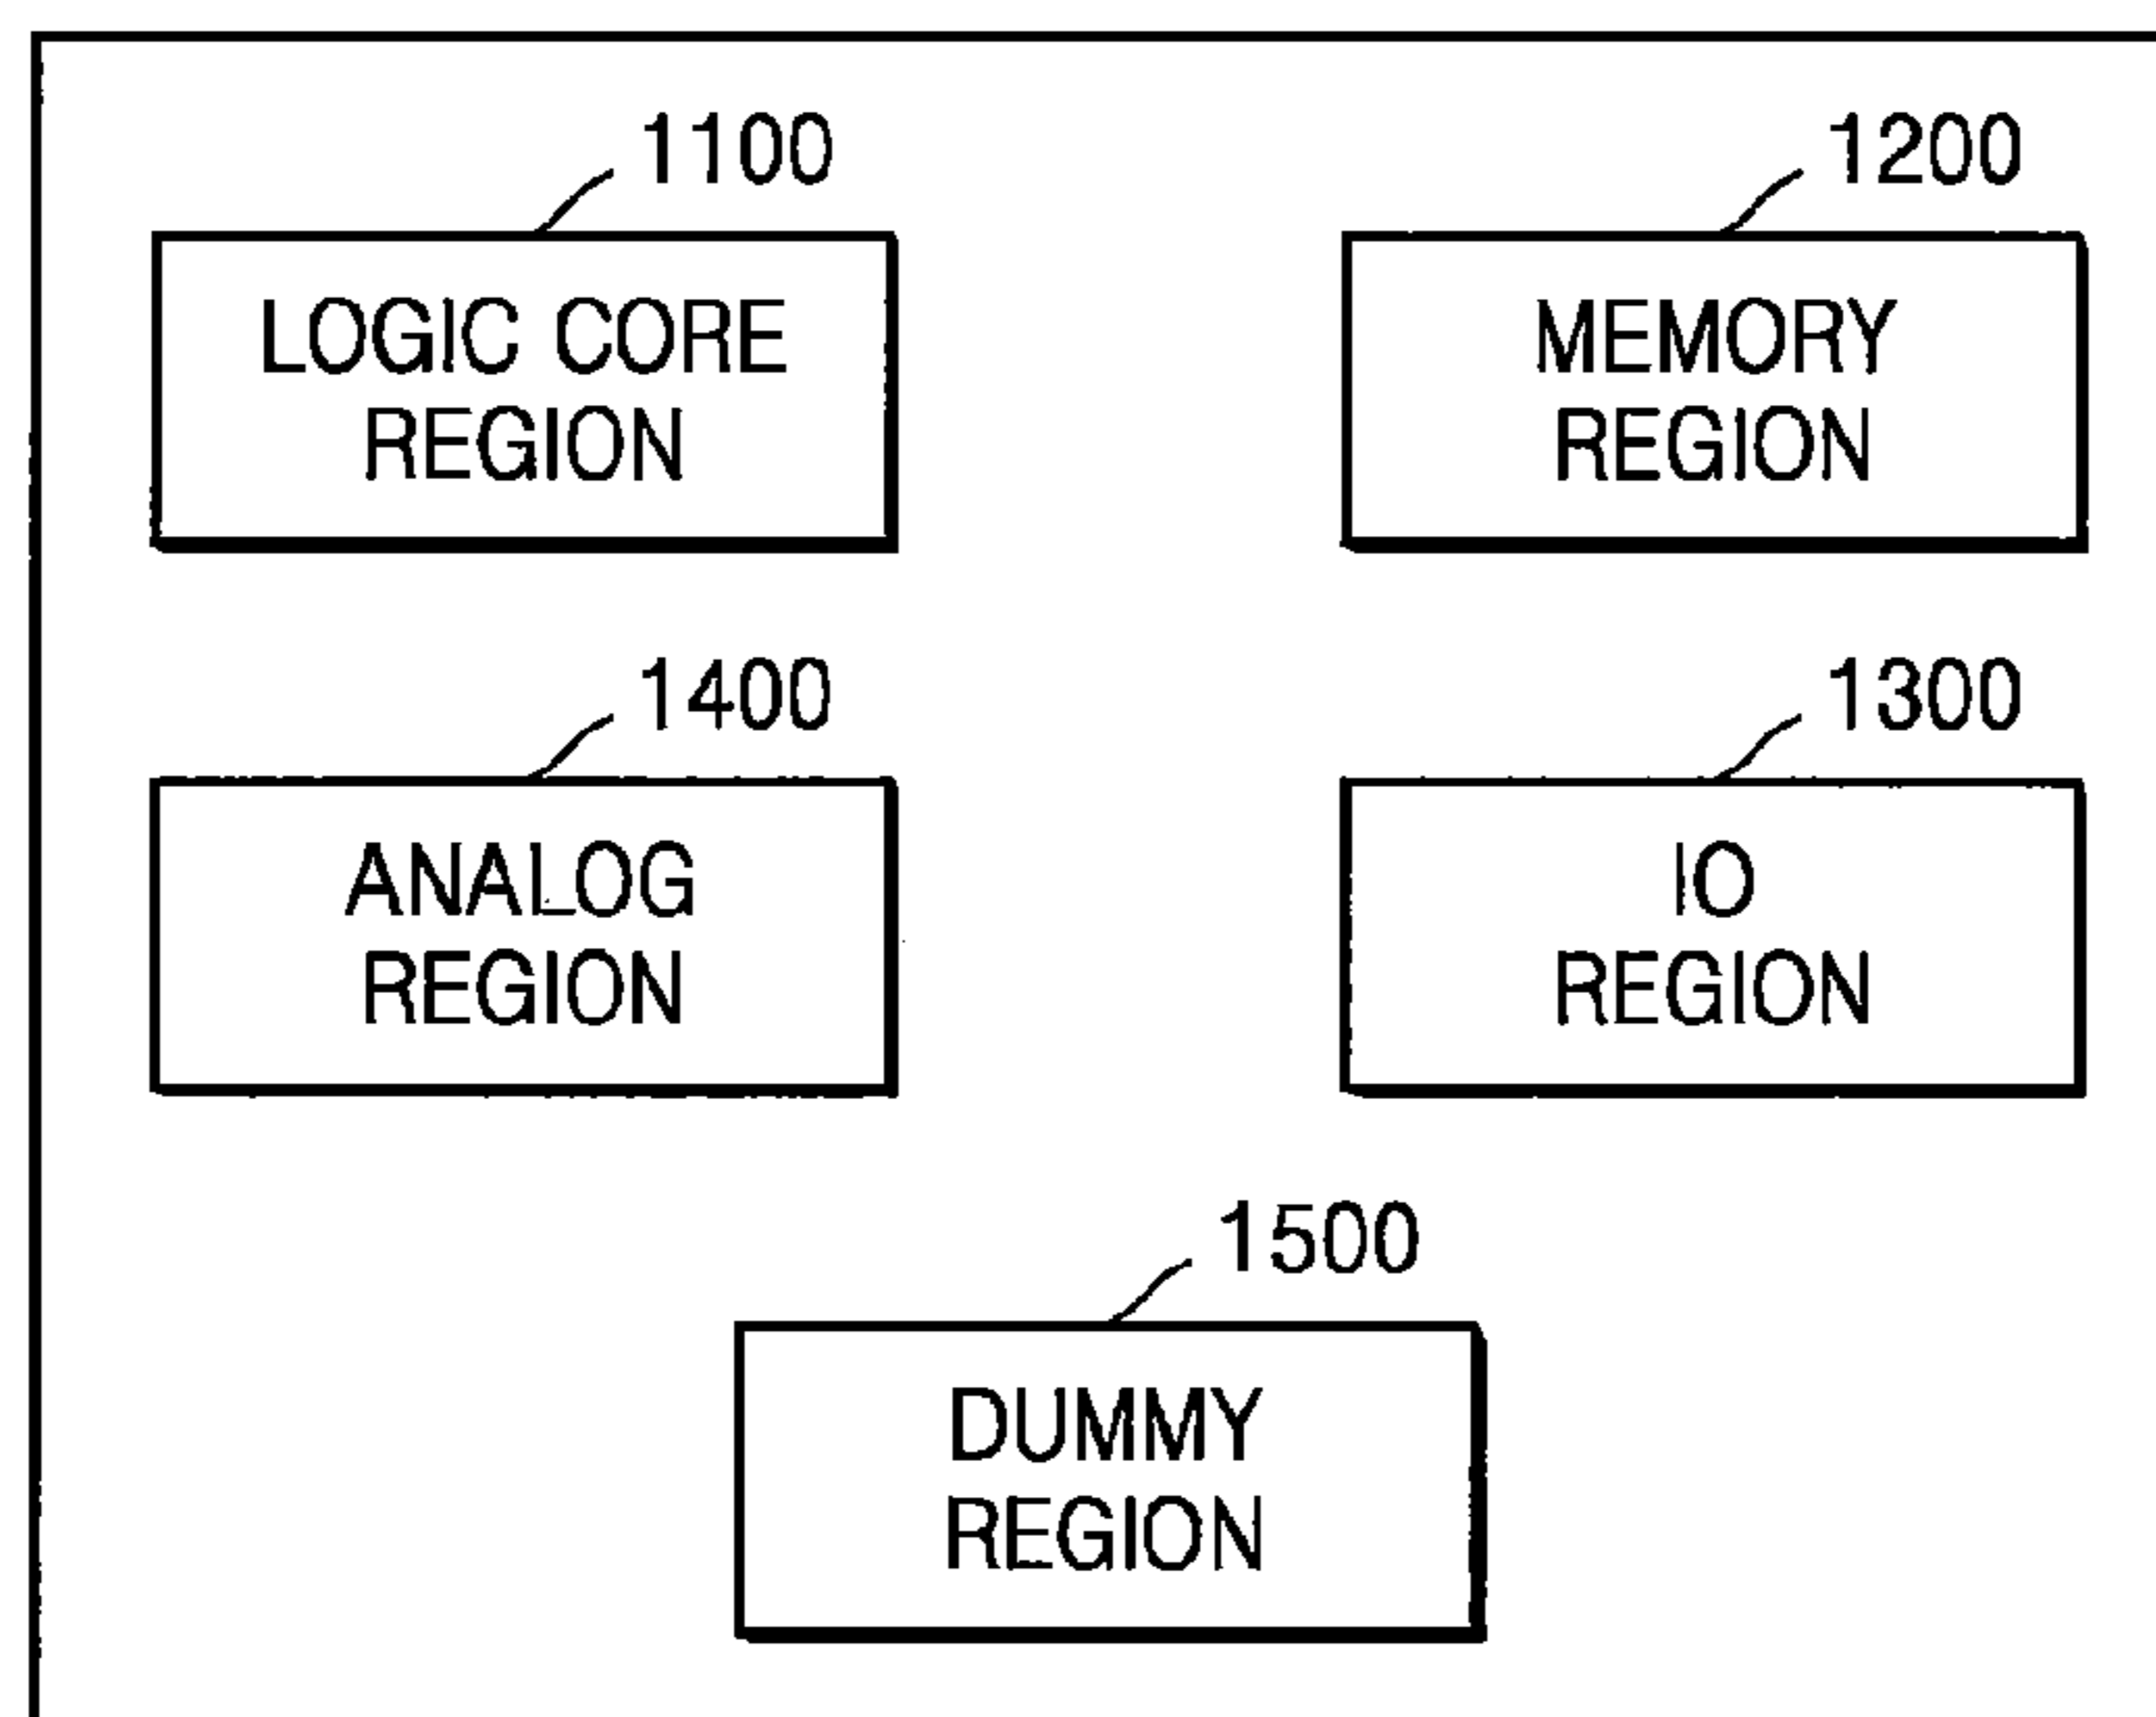 1100
LOGIC CORE
REGION
1200
MEMORY
REGION
1400
ANALOG
REGION
1300
IO
REGION
1500
DUMMY
REGION